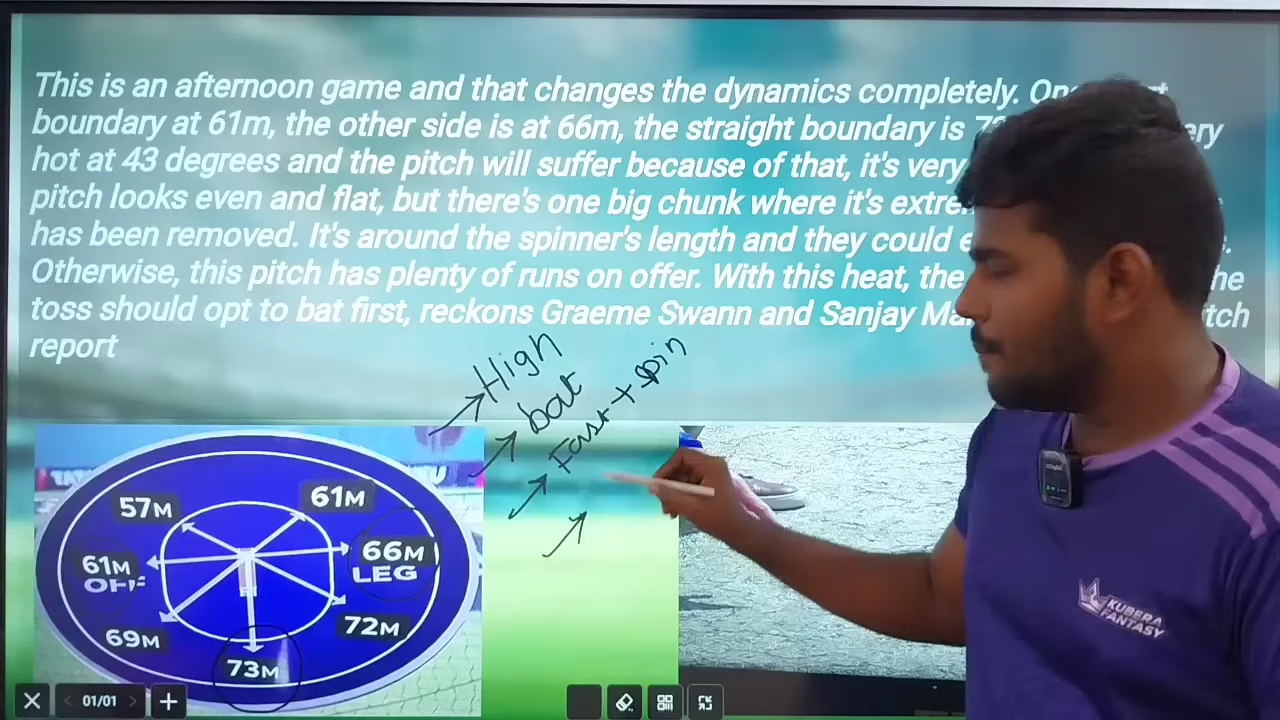 This is an afternoon game and that changes the dynamics completely.
boundary at 61m, the other side is at 66m, the straight boundary is
hot at 43 degrees and the pitch will suffer because of that, it's very
pitch looks even and flat, but there's one big chunk where it's
has been removed. It's around the spinner's length and they could
Otherwise, this pitch has plenty of runs on offer. With this heat, the
toss should opt to bat first, reckons Graeme Swann and Sanjay
report
High
bat
Fast + spin
57M
61M
61M
OFF
66M
LEG
69M
72M
73M
01/01
KUBERA
FANTASY